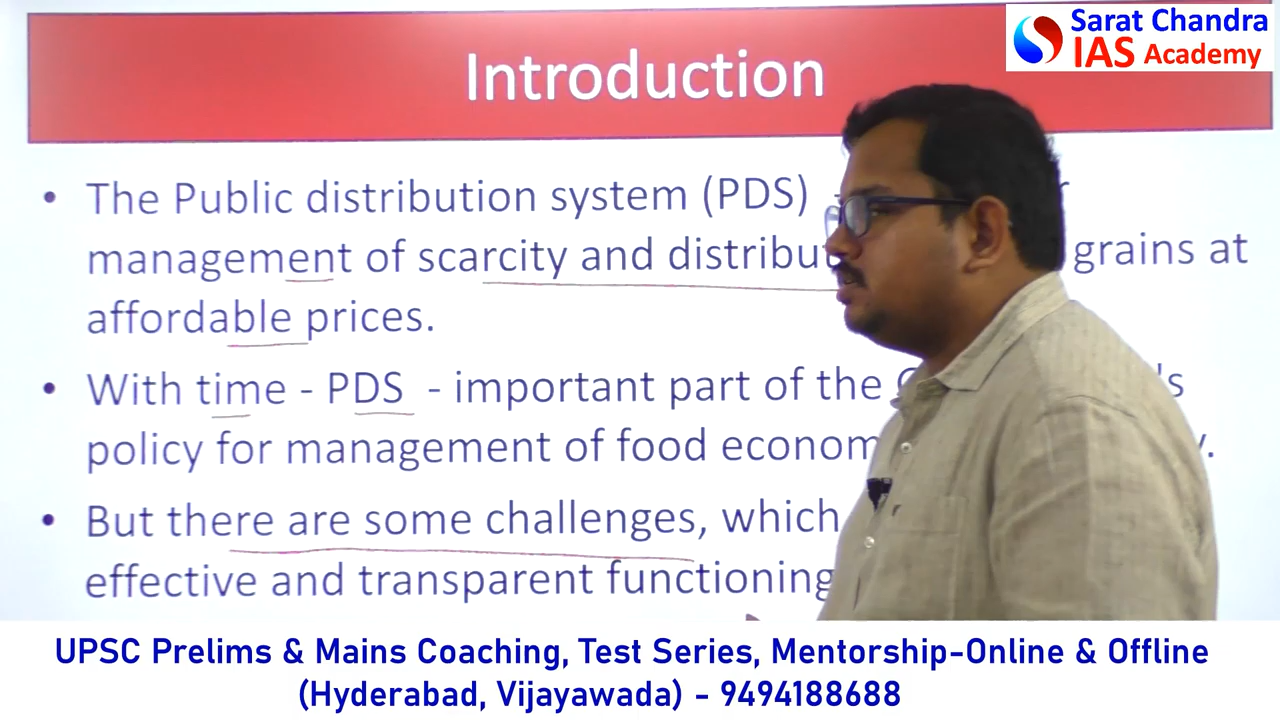 Sarat Chandra
IAS Academy
Introduction
• The Public distribution system (PDS)
management of scarcity and grains at
affordable prices.
• With time - PDS - important part of the
policy for management of food
• But there are some challenges, which
effective and transparent functioning
UPSC Prelims & Mains Coaching, Test Series, Mentorship-Online & Offline
(Hyderabad, Vijayawada) - 9494188688